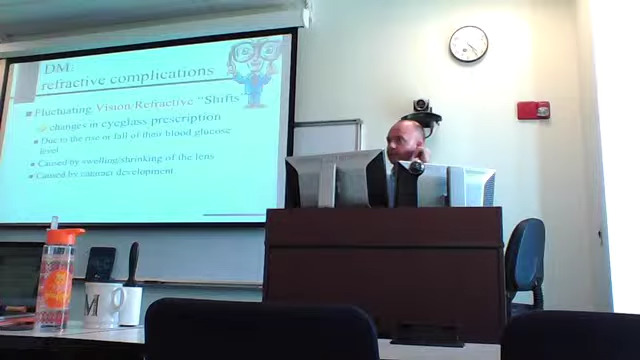 DM:
refractive complications
Fluctuating Vision/Refractive "Shifts"
changes in eyeglass prescription
Due to the rise or fall of their blood glucose
level
Caused by swelling/shrinking of the lens
Caused by cataract development
M